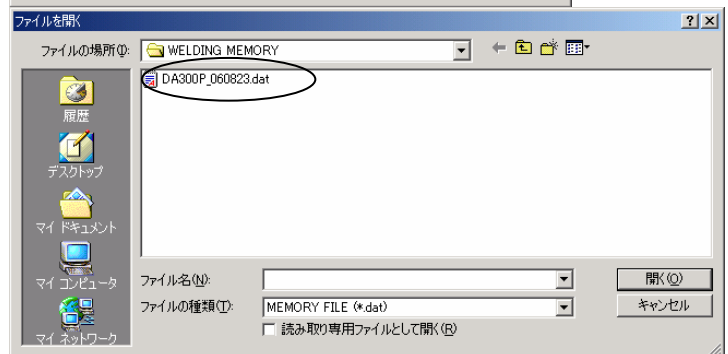 ファイルを開く
ファイルの場所(I):
WELDING MEMORY
DA300P_060823.dat
履歴
デスクトップ
マイ ドキュメント
マイ コンピュータ
マイ ネットワーク
ファイル名(N):
開く(O)
ファイルの種類(T):
MEMORY FILE (*.dat)
キャンセル
読み取り専用ファイルとして開く(R)